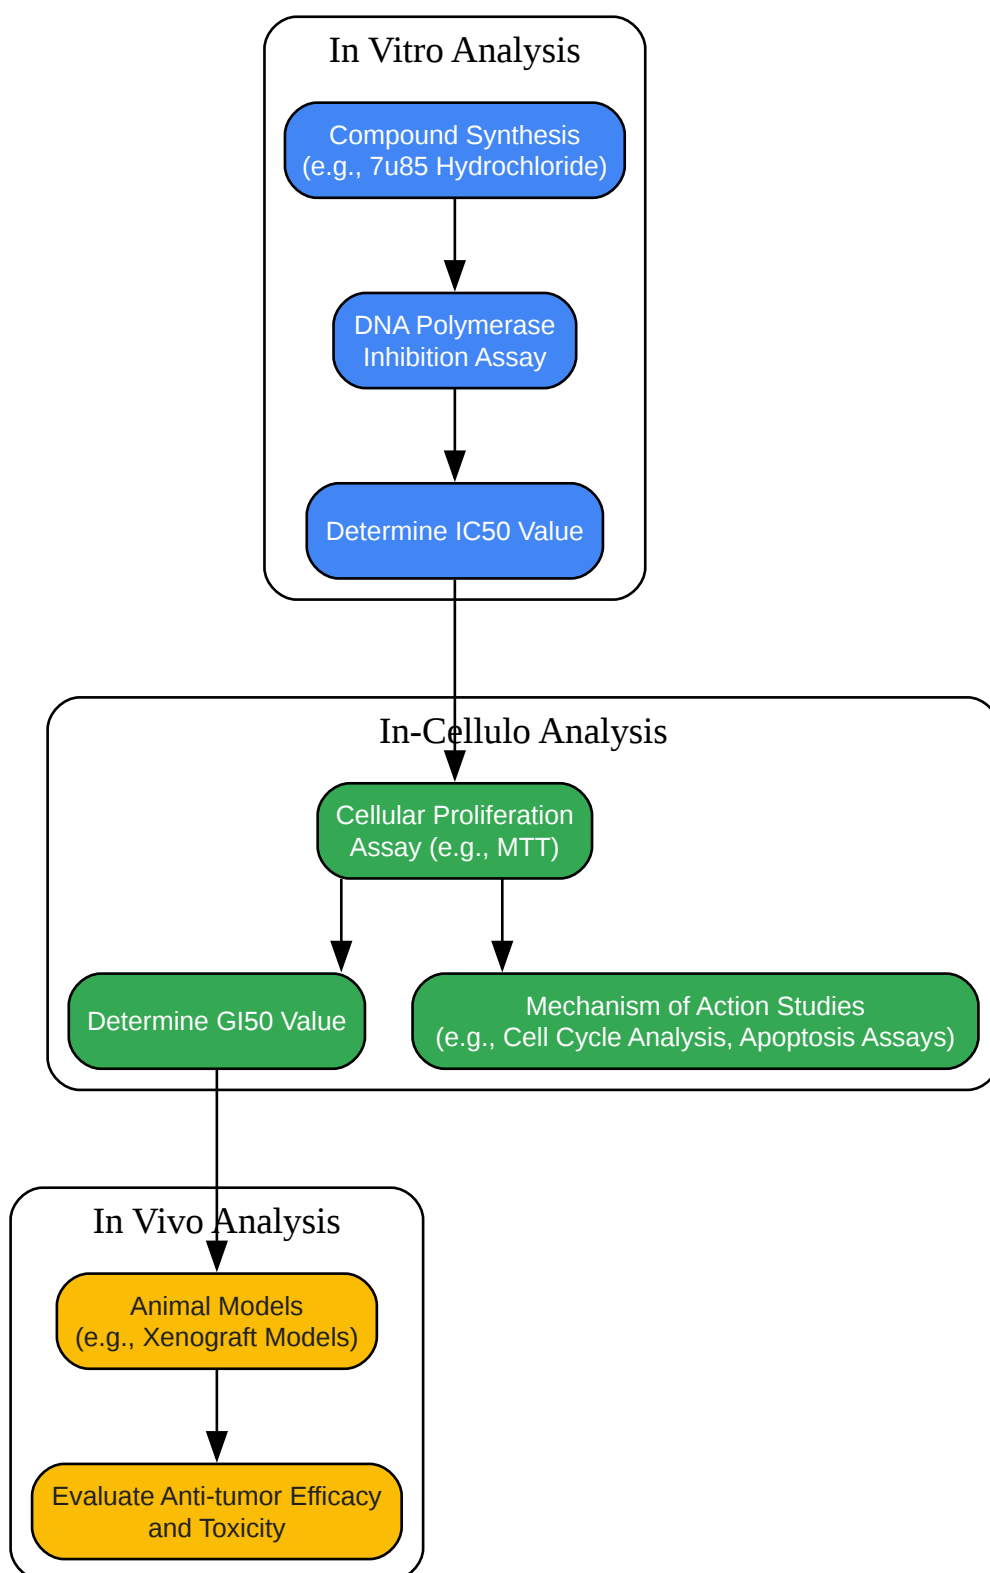 In Vitro Analysis
Compound Synthesis
(e.g., 7u85 Hydrochloride)
DNA Polymerase
Inhibition Assay
Determine IC50 Value
In-Cellulo Analysis
Cellular Proliferation
Assay (e.g., MTT)
Determine GI50 Value
Mechanism of Action Studies
(e.g., Cell Cycle Analysis, Apoptosis Assays)
In Vivo Analysis
Animal Models
(e.g., Xenograft Models)
Evaluate Anti-tumor Efficacy
and Toxicity